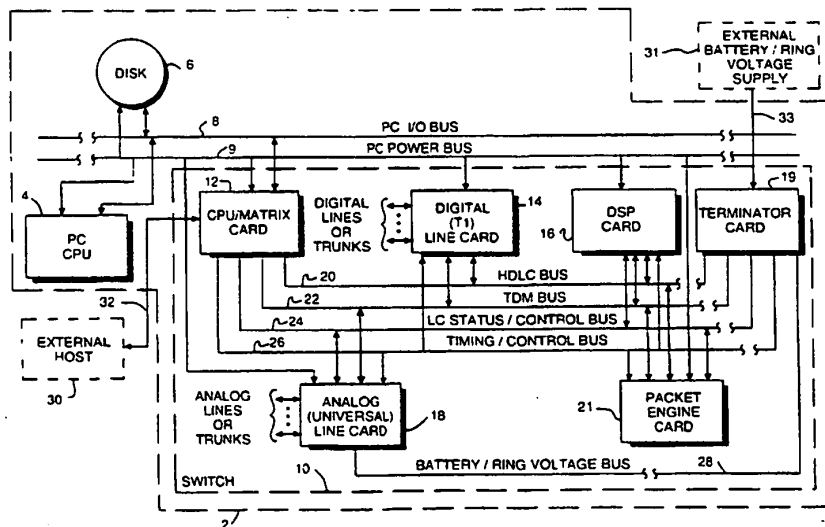 DISK
6
EXTERNAL
BATTERY / RING
VOLTAGE
SUPPLY
31
33
8
PC I/O BUS
9
PC POWER BUS
4
PC
CPU
12
CPU/MATRIX
CARD
DIGITAL
LINES
OR
TRUNKS
DIGITAL
(T1)
LINE CARD
14
DSP
CARD
16
19
TERMINATOR
CARD
20
HDLC BUS
22
TDM BUS
24
LC STATUS / CONTROL BUS
26
TIMING / CONTROL BUS
32
EXTERNAL
HOST
30
ANALOG
LINES
OR
TRUNKS
ANALOG
(UNIVERSAL)
LINE CARD
18
21
PACKET
ENGINE
CARD
BATTERY / RING VOLTAGE BUS
28
SWITCH
10
2